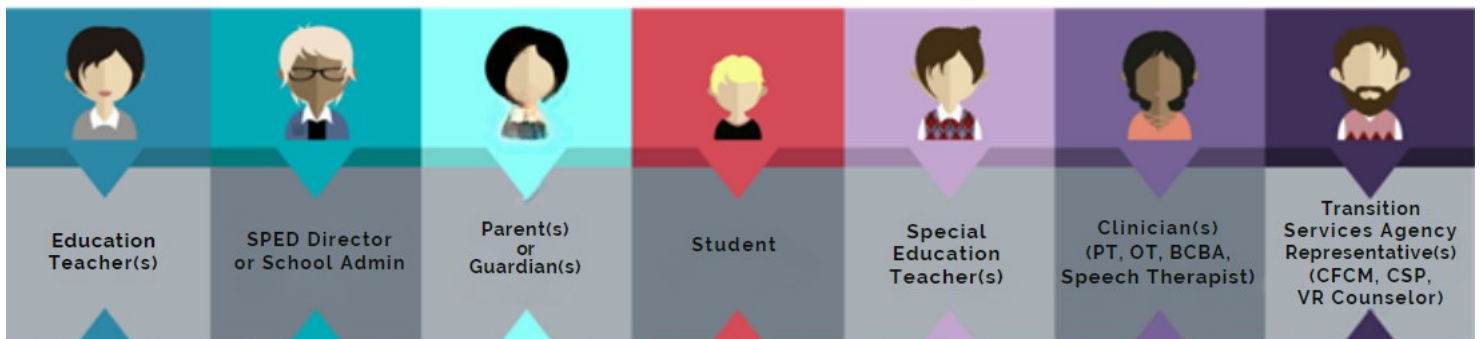 Education
Teacher(s)
SPED Director
or School Admin
Parent(s)
or
Guardian(s)
Student
Special
Education
Teacher(s)
Clinician(s)
(PT, OT, BCBA,
Speech Therapist)
Transition
Services Agency
Representative(s)
(CFCM, CSP,
VR Counselor)